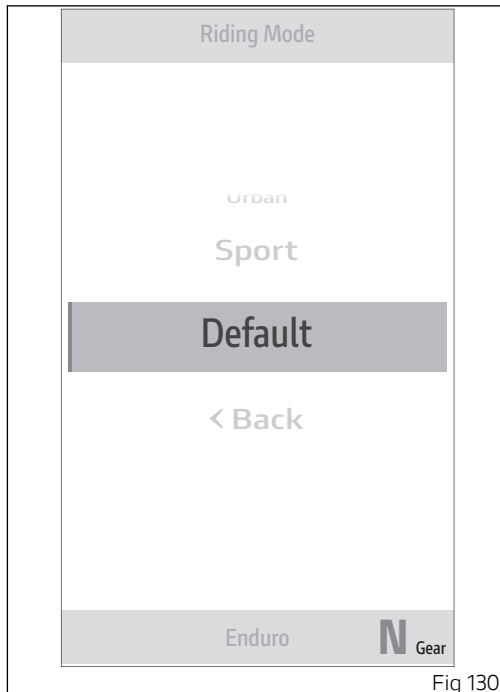 Riding Mode
Urban
Sport
Default
< Back
Enduro
N Gear
Fig 130